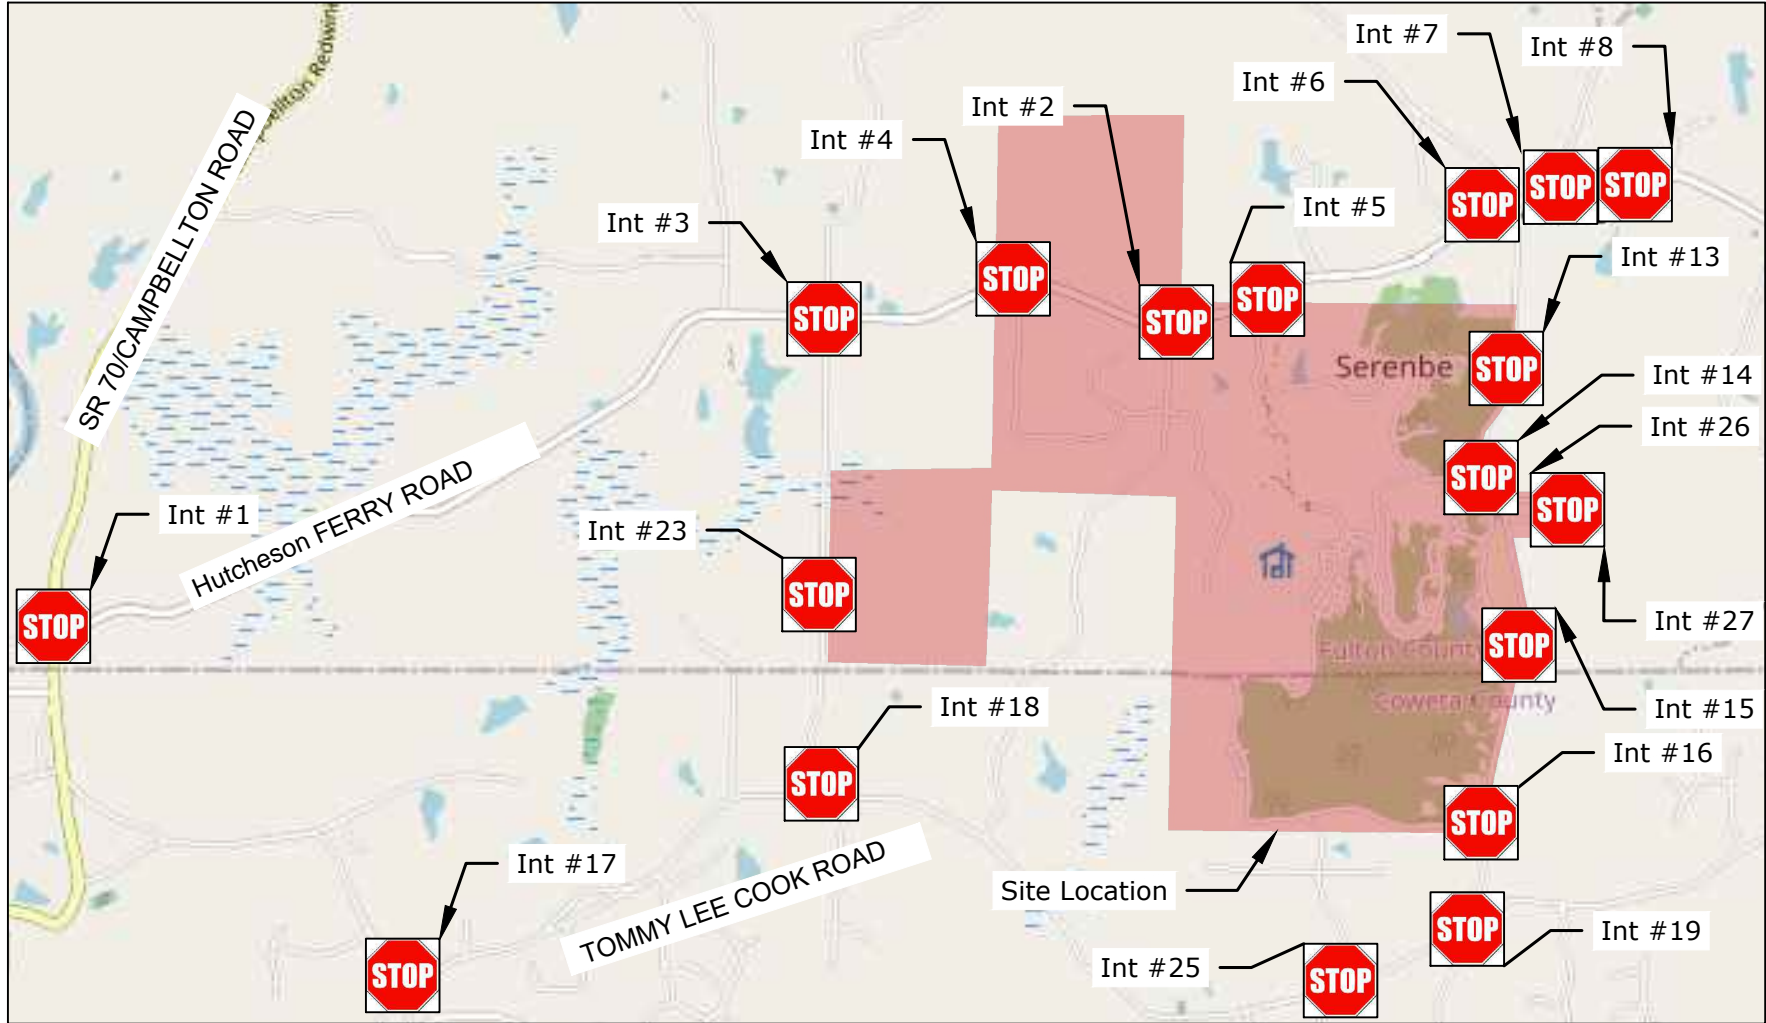 Int #7
Int #8
Int #6
Int #2
Int #4
Int #5
Int #3
STOP
STOP
STOP
Int #13
STOP
STOP
STOP
STOP
SR 70/CAMPBELLTON ROAD
Redwin
Serenbe
STOP
Int #14
Int #26
STOP
STOP
Hutcheson FERRY ROAD
Int #1
Int #23
STOP
STOP
Int #27
Fulton County
STOP
Coweta County
Int #15
Int #18
STOP
Int #16
STOP
Int #17
TOMMY LEE COOK ROAD
Site Location
STOP
Int #19
Int #25
STOP
STOP